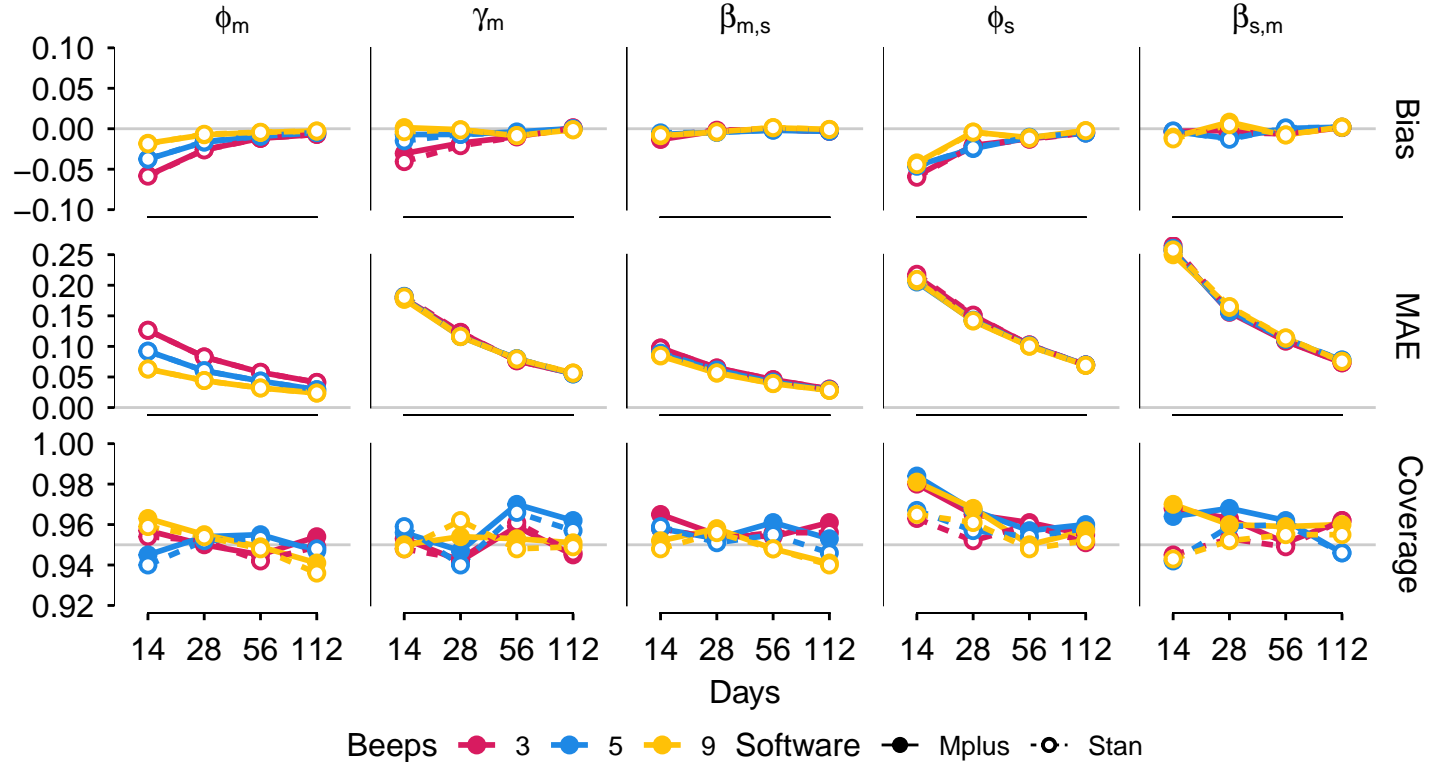 ϕm γm βm,s ϕs βs,m
0.10
0.05
0.00
−0.05
−0.10
Bias
0.25
0.20
0.15
0.10
0.05
0.00
MAE
1.00
0.98
0.96
0.94
0.92
Coverage
14 28 56 112 14 28 56 112 14 28 56 112 14 28 56 112 14 28 56 112
Days
Beeps 3 5 9 Software Mplus Stan